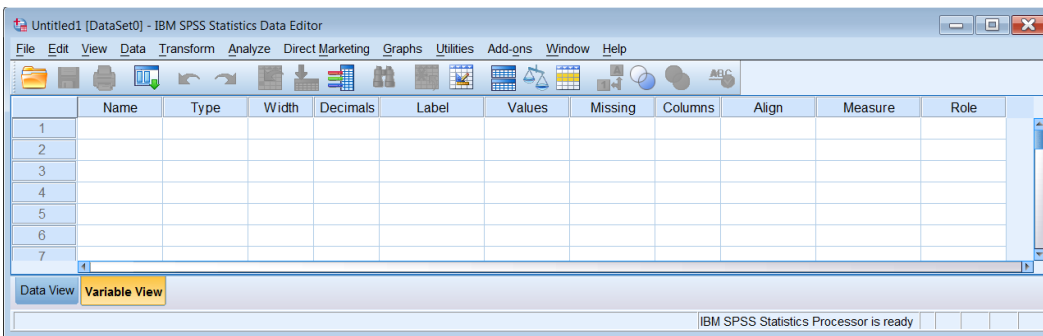 Untitled1 [DataSet0] - IBM SPSS Statistics Data Editor
File Edit View Data Transform Analyze Direct Marketing Graphs Utilities Add-ons Window Help
Name Type Width Decimals Label Values Missing Columns Align Measure Role
1
2
3
4
5
6
7
Data View Variable View
IBM SPSS Statistics Processor is ready